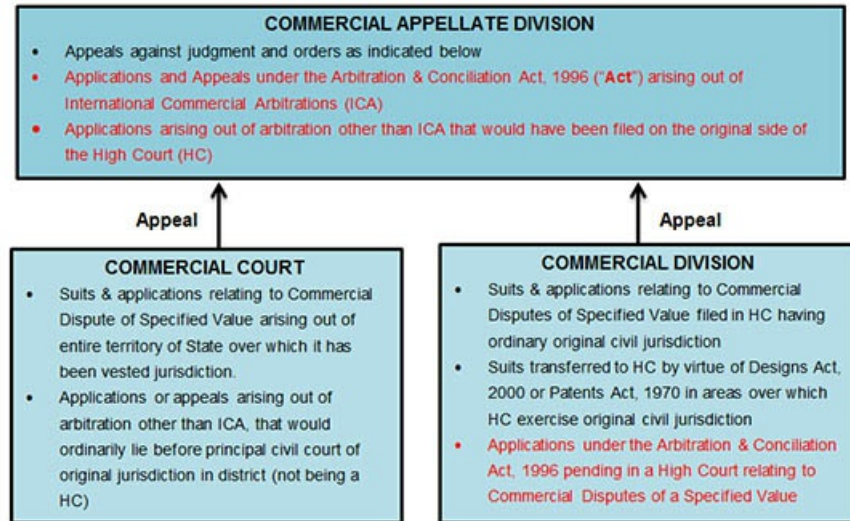 COMMERCIAL APPELLATE DIVISION
• Appeals against judgment and orders as indicated below
• Applications and Appeals under the Arbitration & Conciliation Act, 1996 ("Act") arising out of
International Commercial Arbitrations (ICA)
• Applications arising out of arbitration other than ICA that would have been filed on the original side of
the High Court (HC)
Appeal
Appeal
COMMERCIAL COURT
• Suits & applications relating to Commercial
Dispute of Specified Value arising out of
entire territory of State over which it has
been vested jurisdiction.
• Applications or appeals arising out of
arbitration other than ICA, that would
ordinarily lie before principal civil court of
original jurisdiction in district (not being a
HC)
COMMERCIAL DIVISION
• Suits & applications relating to Commercial
Disputes of Specified Value filed in HC having
ordinary original civil jurisdiction
• Suits transferred to HC by virtue of Designs Act,
2000 or Patents Act, 1970 in areas over which
HC exercise original civil jurisdiction
• Applications under the Arbitration & Conciliation
Act, 1996 pending in a High Court relating to
Commercial Disputes of a Specified Value